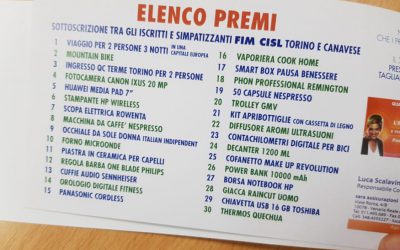 ELENCO PREMI
SOTTOSCRIZIONE TRA GLI ISCRITTI E SIMPATIZZANTI FIM CISL TORINO E CANAVESE
1 VIAGGIO PER 2 PERSONE 3 NOTTI IN UNA CAPITALE EUROPEA
2 MOUNTAIN BIKE
3 INGRESSO QC TERME TORINO PER 2 PERSONE
4 FOTOCAMERA CANON IXUS 20 MP
5 HUAWEI MEDIA PAD 7"
6 STAMPANTE HP WIRELESS
7 SCOPA ELETTRICA ROWENTA
8 MACCHINA DA CAFFE' NESPRESSO
9 OCCHIALE DA SOLE DONNA ITALIAN INDEPENDENT
10 FORNO MICROONDE
11 PIASTRA IN CERAMICA PER CAPELLI
12 REGOLA BARBA ONE BLADE PHILIPS
13 CUFFIE AUDIO SENNHEISER
14 OROLOGIO DIGITALE FITNESS
15 PANASONIC CORDLESS
16 VAPORIERA COOK HOME
17 SMART BOX PAUSA BENESSERE
18 PHON PROFESSIONAL REMINGTON
19 50 CAPSULE NESPRESSO
20 TROLLEY GMV
21 KIT APRIBOTTIGLIE CON CASSETTA DI LEGNO
22 DIFFUSORE AROMI ULTRASUONI
23 CONTACHILOMETRI DIGITALE PER BICI
24 DECANTER 1200 ML
25 COFANETTO MAKE UP REVOLUTION
26 POWER BANK 10000 mAh
27 BORSA NOTEBOOK HP
28 GIACCA RAINCUT UOMO
29 CHIAVETTA USB 16 GB TOSHIBA
30 THERMOS QUECHUA
Luca Scalavin
Responsabile Co